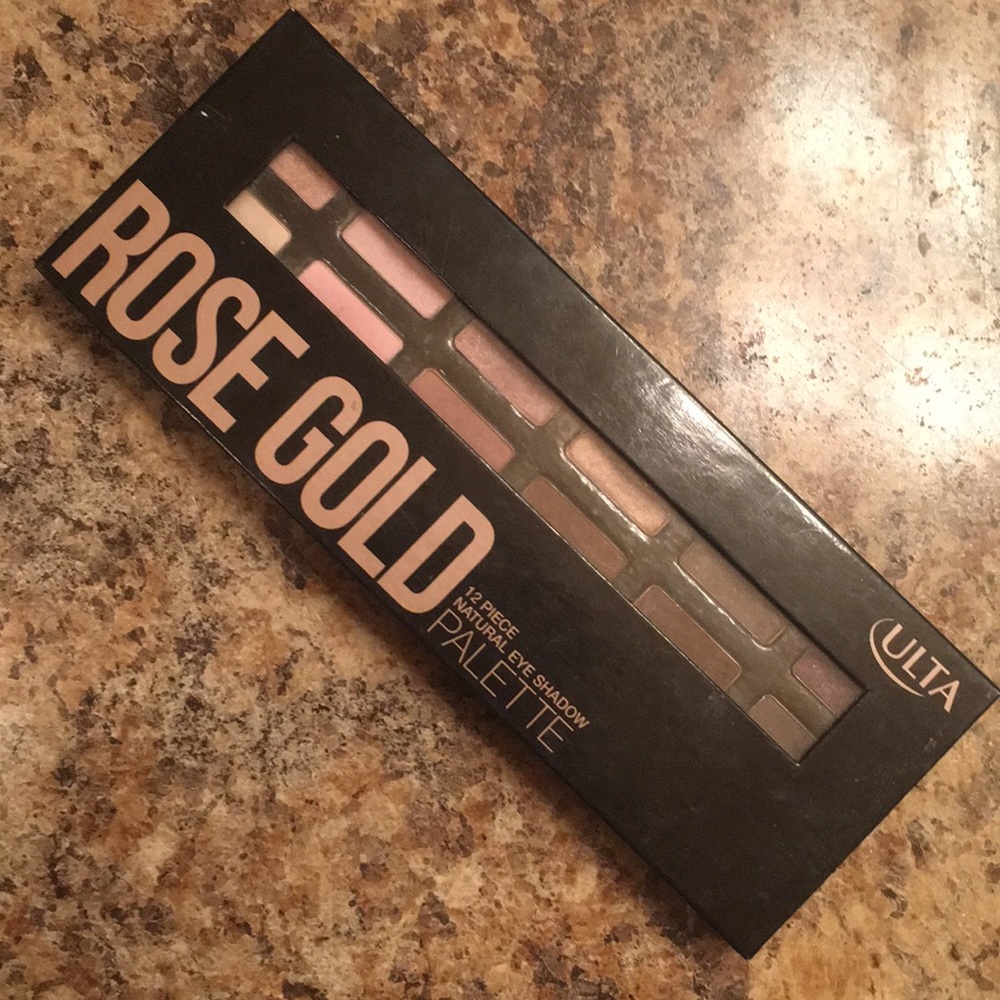 ROSE GOLD
12 PIECE
NATURAL EYE SHADOW
PALETTE
ULTA